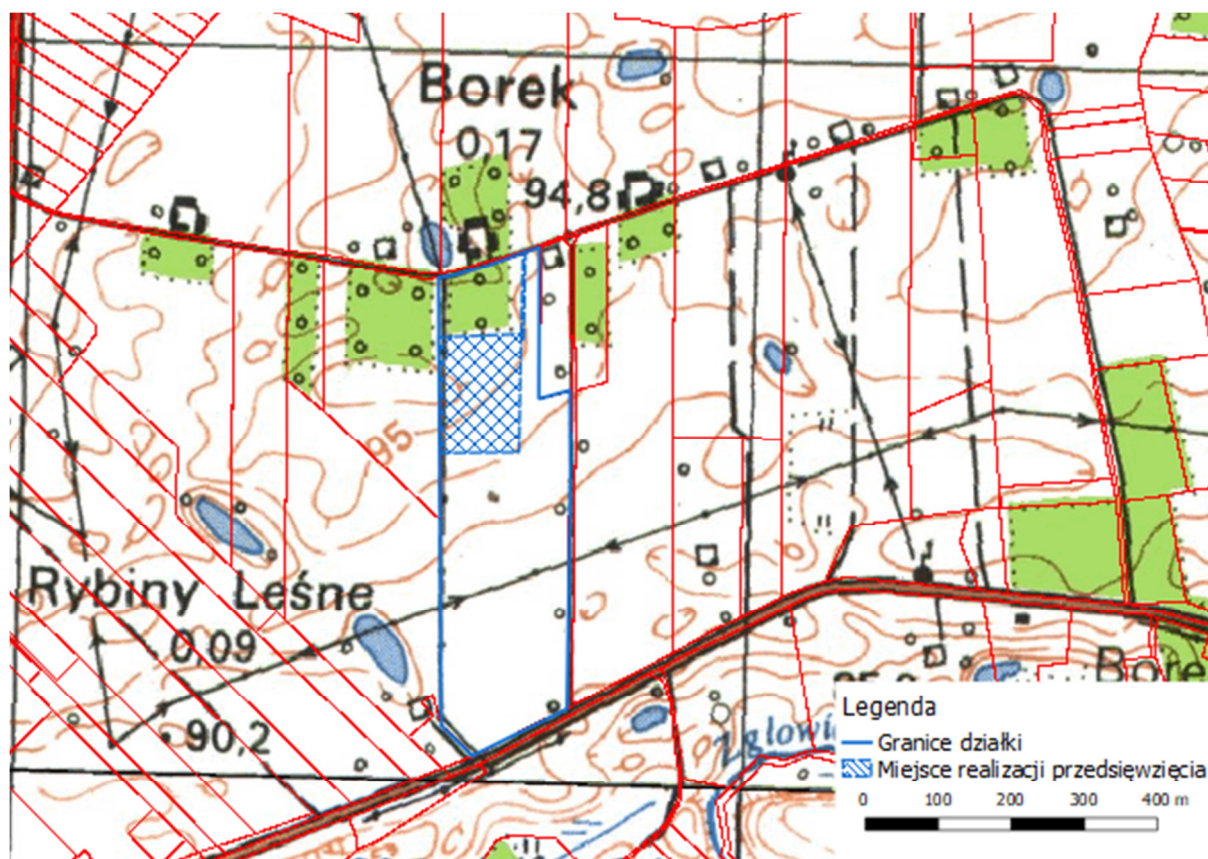 Borek
0,17
94,8
95
Rybiny Leśne
0,09
90,2
Bore
Legenda
Granice działki
Miejsce realizacji przedsięwzięcia
0 100 200 300 400 m